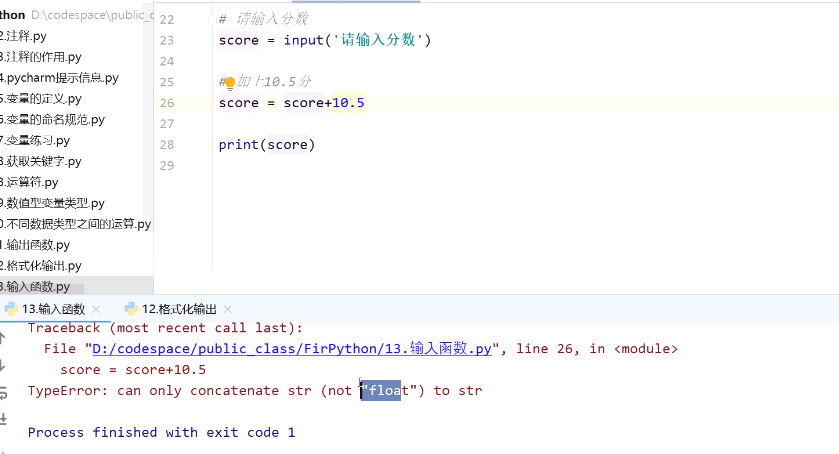 thon D:\codespace\public_c
2.注释.py
3.注释的作用.py
4.pycharm提示信息.py
5.变量的定义.py
6.变量的命名规范.py
7.变量练习.py
8.获取关键字.py
8.运算符.py
9.数值型变量类型.py
0.不同数据类型之间的运算.py
1.输出函数.py
2.格式化输出.py
3.输入函数.py
22 # 请输入分数
23 score = input('请输入分数')
24
25 # 加上10.5分
26 score = score+10.5
27
28 print(score)
29
13.输入函数 12.格式化输出
Traceback (most recent call last):
File "D:/codespace/public_class/FirPython/13.输入函数.py", line 26, in <module>
score = score+10.5
TypeError: can only concatenate str (not "float") to str
Process finished with exit code 1